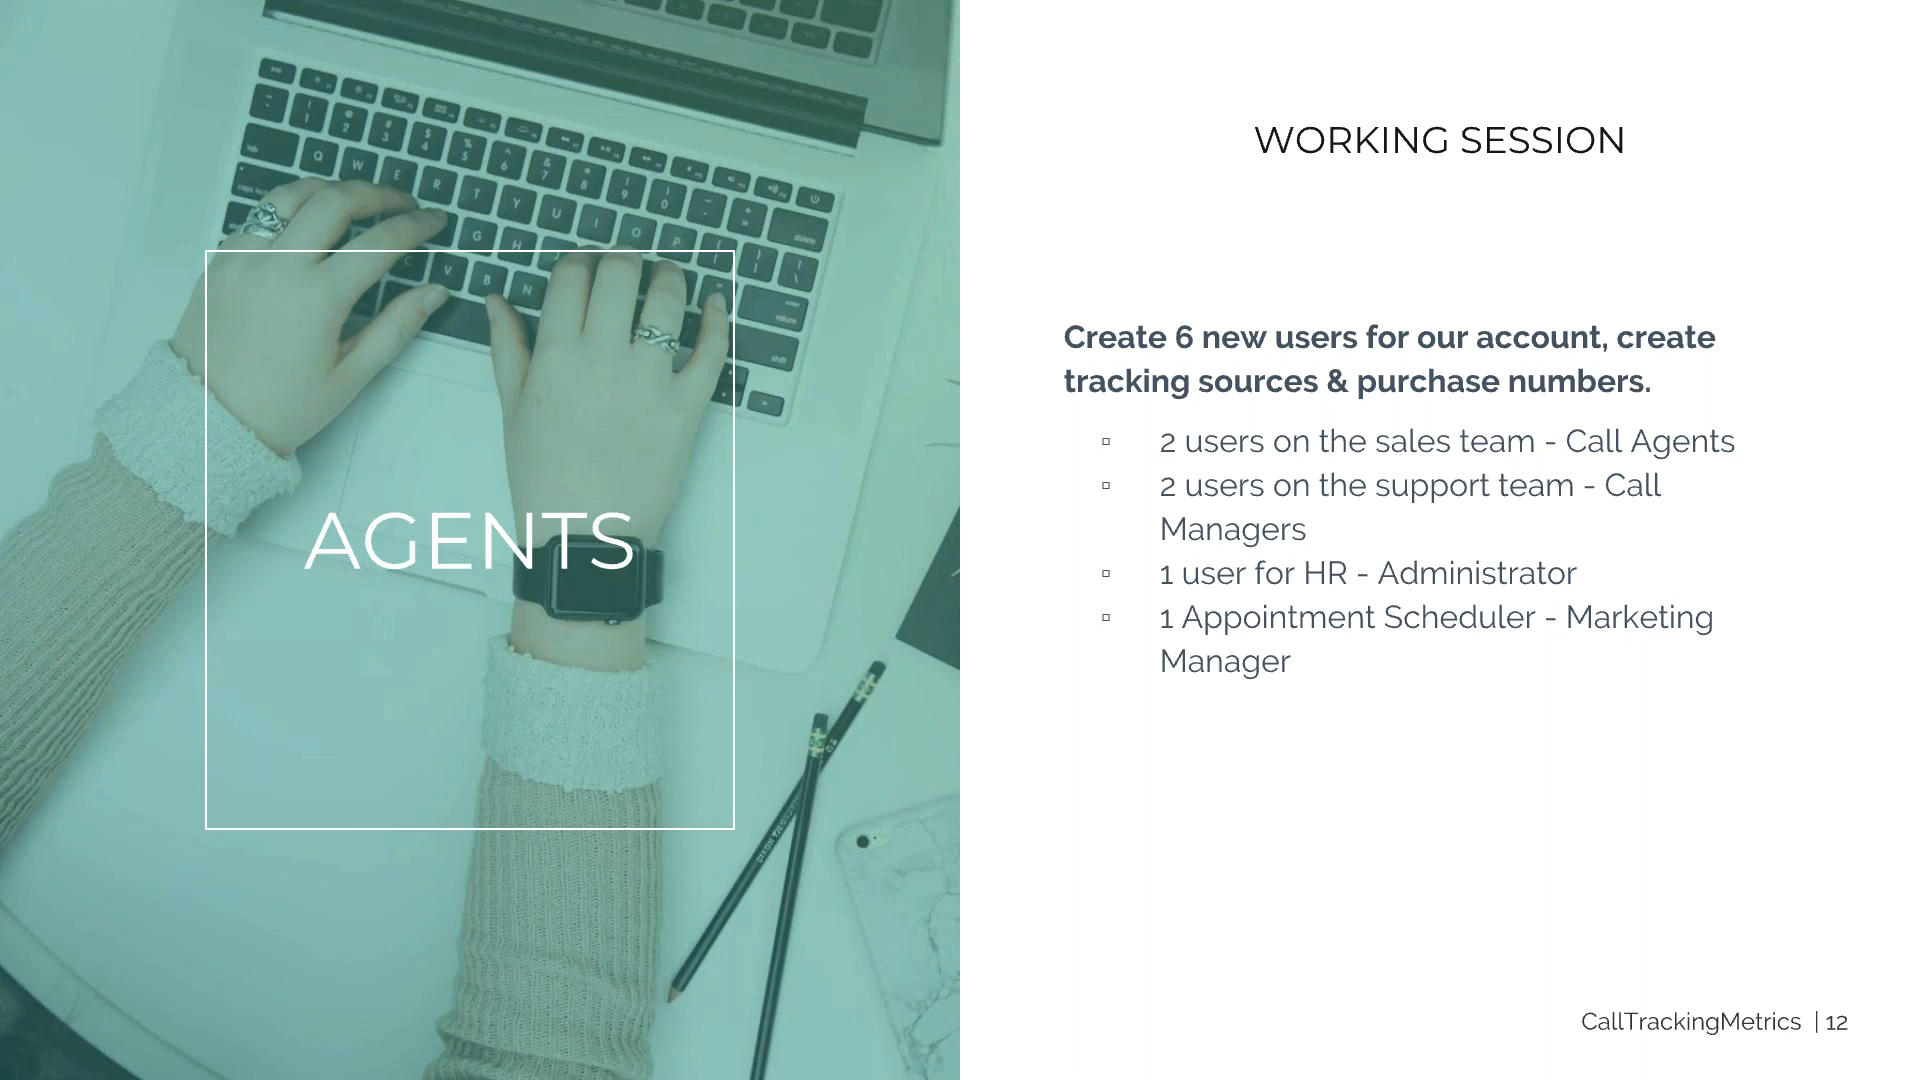 AGENTS
WORKING SESSION
Create 6 new users for our account, create
tracking sources & purchase numbers.
▫ 2 users on the sales team - Call Agents
▫ 2 users on the support team - Call
Managers
▫ 1 user for HR - Administrator
▫ 1 Appointment Scheduler - Marketing
Manager
CallTrackingMetrics | 12